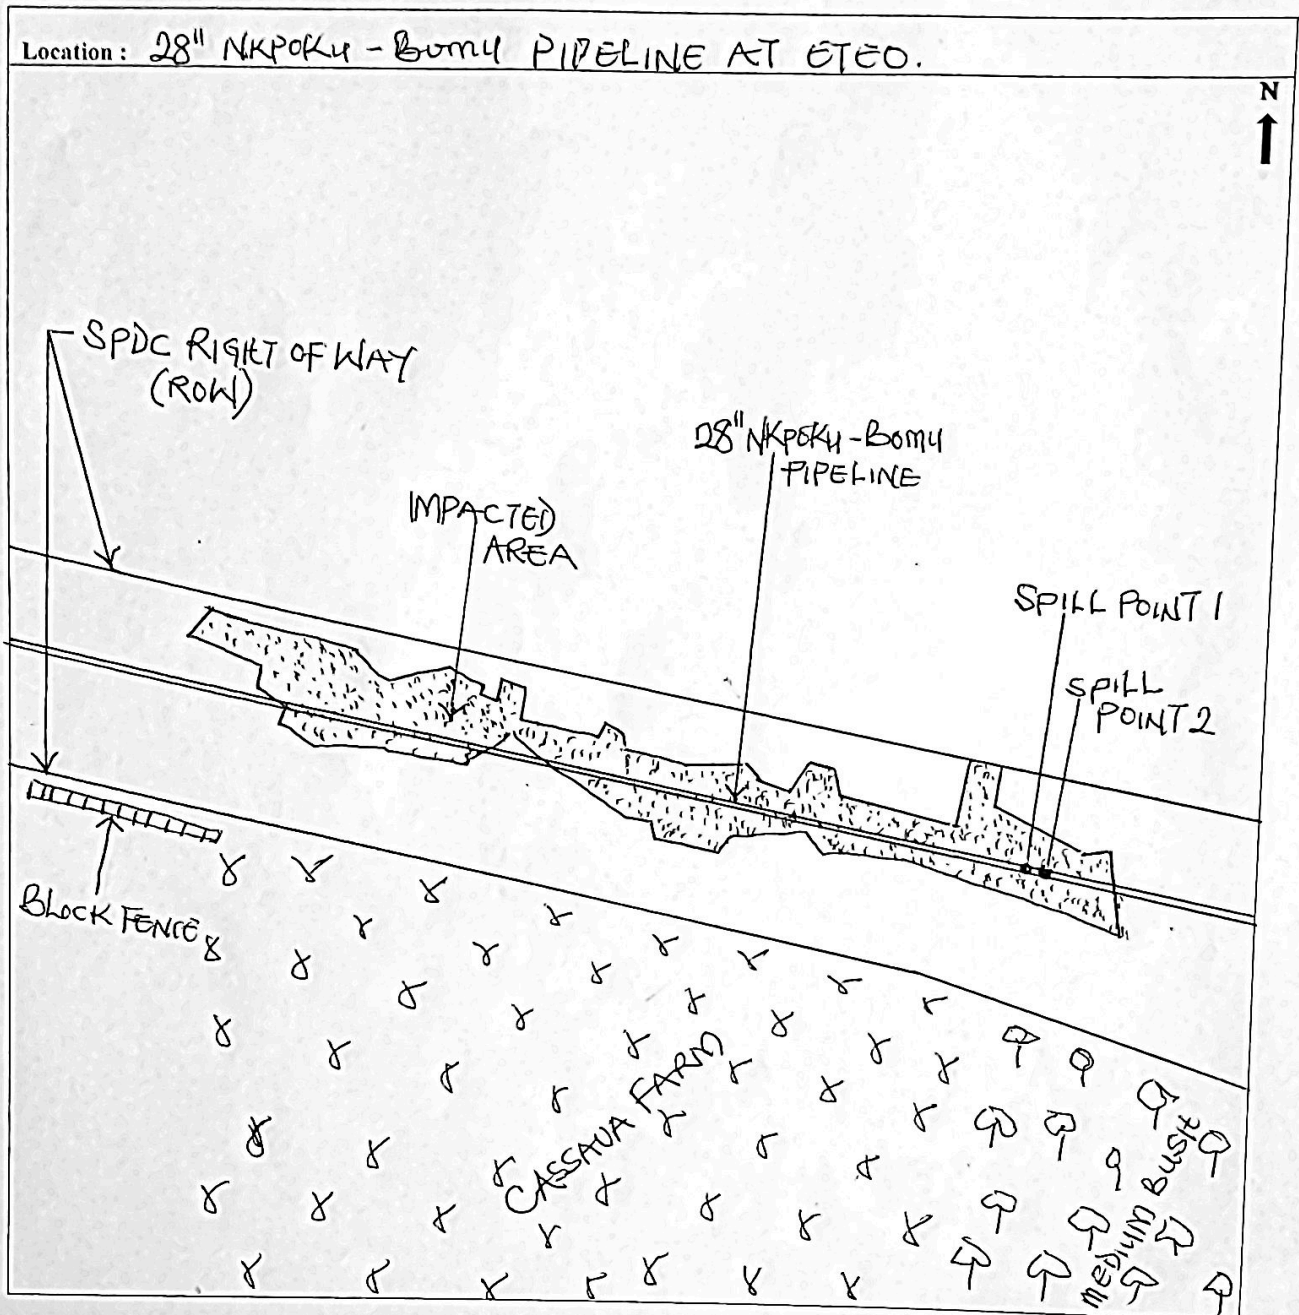 Location : 28" NKPOKU - BOMU PIPELINE AT ETEO.
N
SPDC RIGHT OF WAY
(ROW)
28" NKPOKU - BOMU
PIPELINE
IMPACTED
AREA
SPILL POINT 1
SPILL
POINT 2
BLOCK FENCE
CASSAVA FARM
MEDIUM BUSH